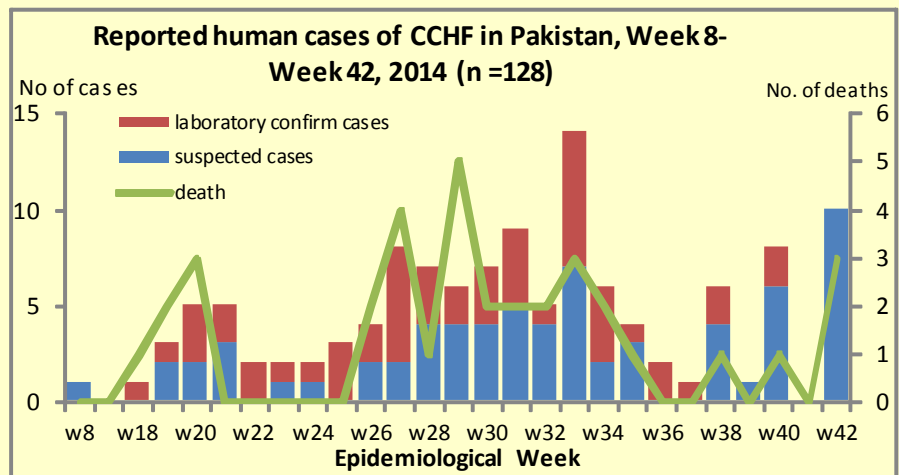 Reported human cases of CCHF in Pakistan, Week 8-
Week 42, 2014 (n =128)
No of cases
No. of deaths
laboratory confirm cases
suspected cases
death
15
10
5
0
6
5
4
3
2
1
0
w8 w18 w20 w22 w24 w26 w28 w30 w32 w34 w36 w38 w40 w42
Epidemiological Week